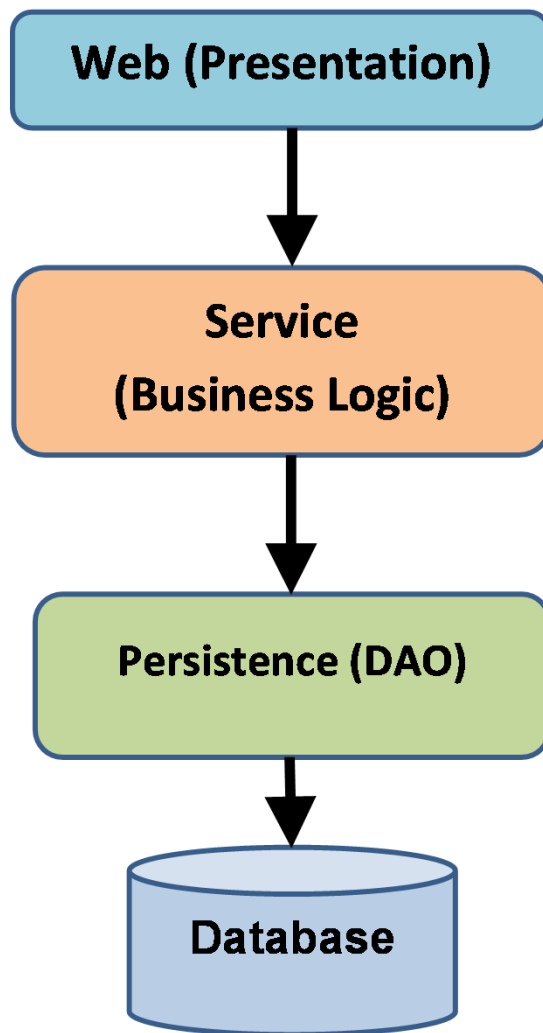 Web (Presentation)
Service
(Business Logic)
Persistence (DAO)
Database